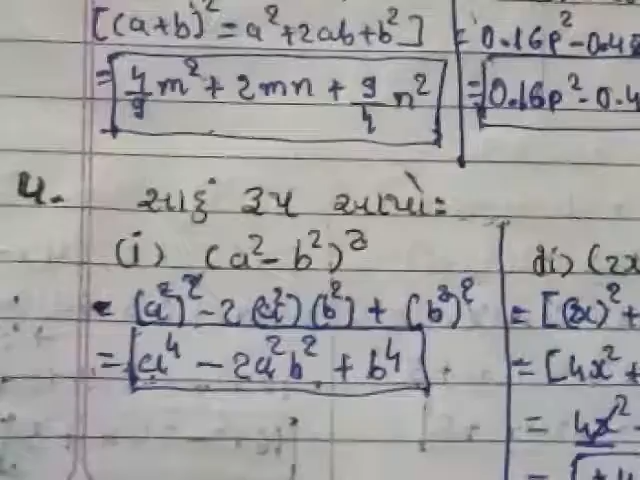 [(a+b)² = a²+2ab+b²]
= 4/9 m² + 2mn + 9/4 n²
= 0.16p² - 0.4
= 0.16p² - 0.4
4. સાદું રૂપ આપો:
(i) (a² - b²)²
= (a²)² - 2(a²)(b²) + (b²)²
= a⁴ - 2a²b² + b⁴
(ii) (2x
= [(2x)² +
= [4x² +
= 4x² -